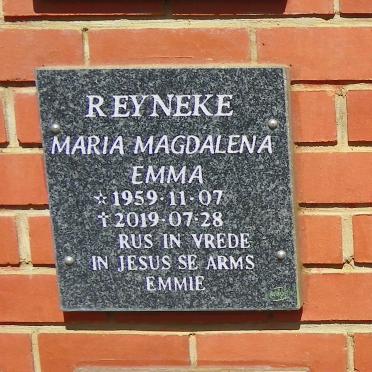 REYNEKE
MARIA MAGDALENA
EMMA
☆1959·11·07
†2019·07·28
RUS IN VREDE
IN JESUS SE ARMS
EMMIE